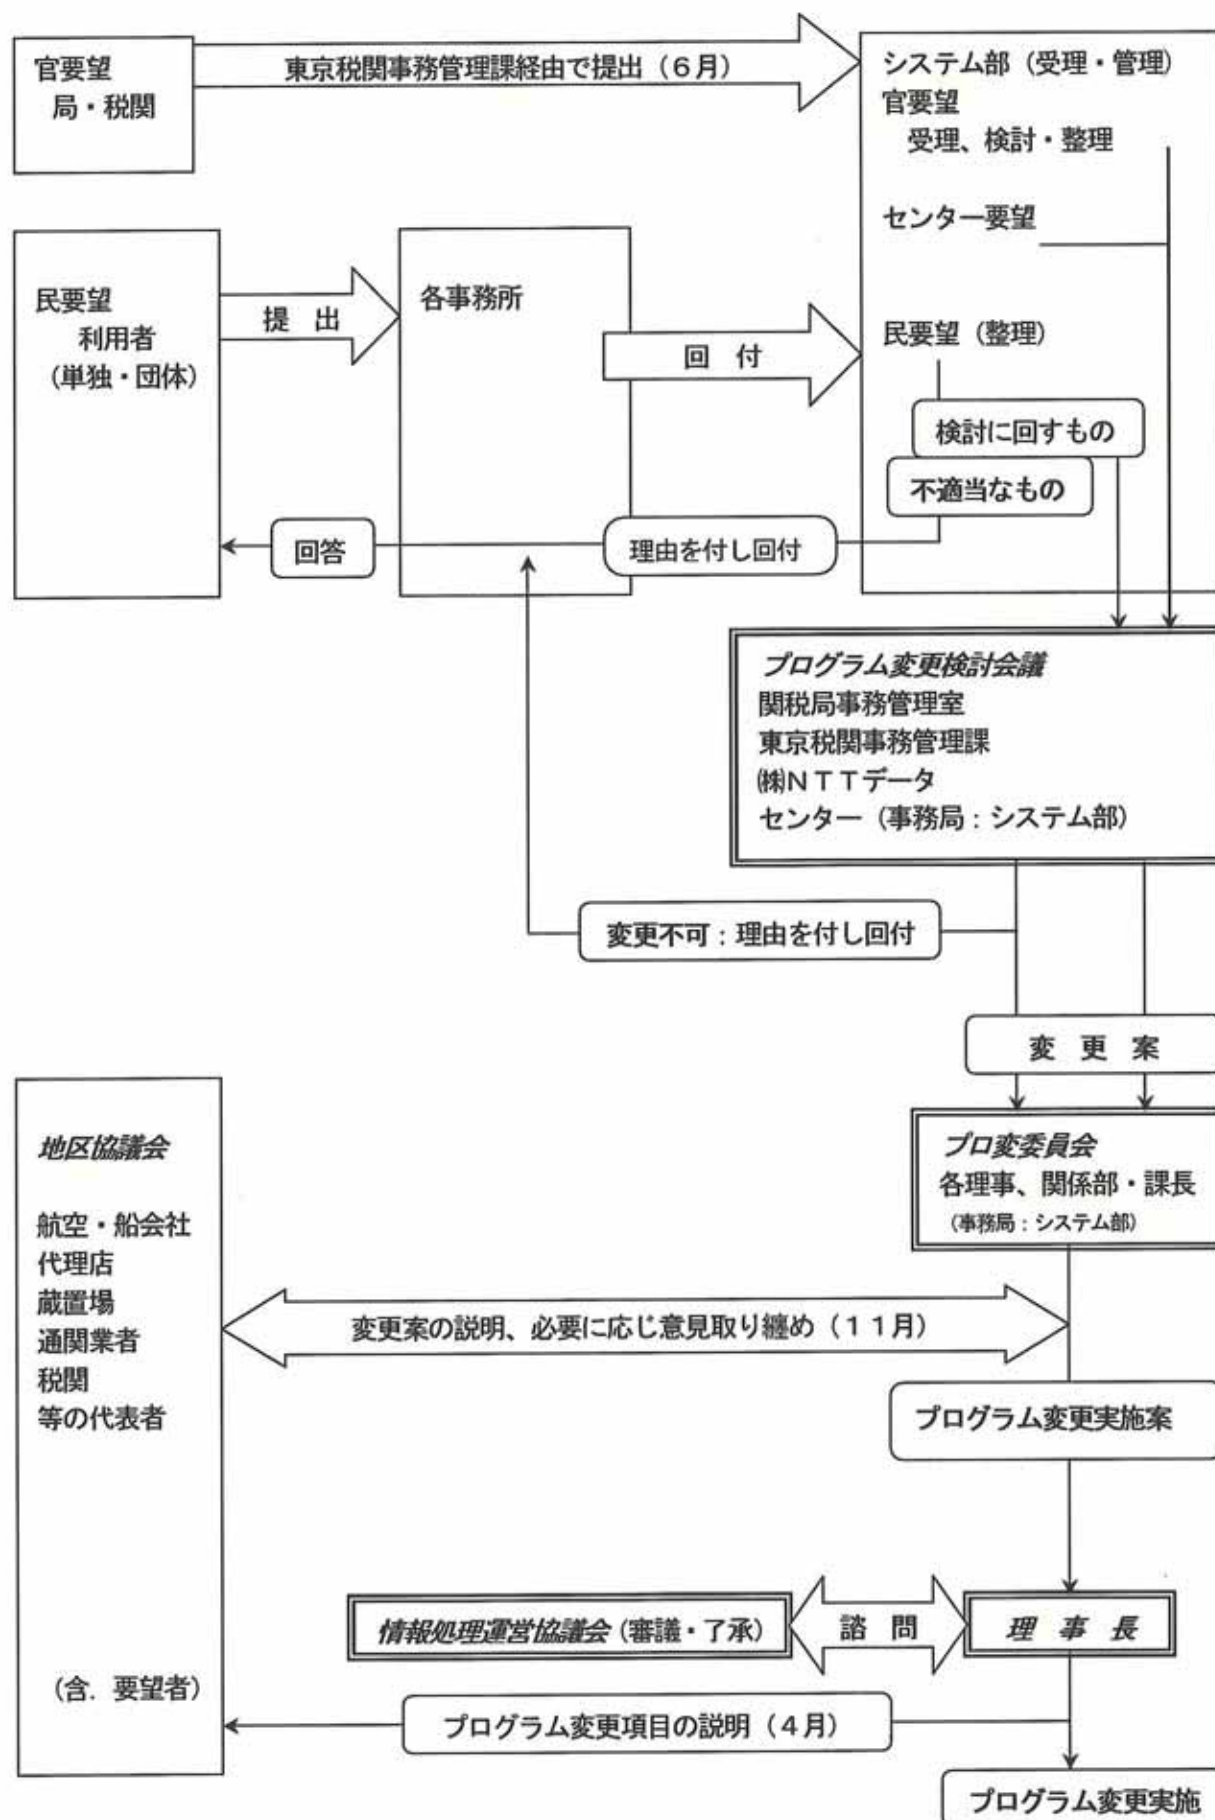 官要望
局・税関
東京税関事務管理課経由で提出（６月）
システム部（受理・管理）
官要望
受理、検討・整理
センター要望
民要望
利用者
（単独・団体）
提　出
各事務所
回　付
民要望（整理）
検討に回すもの
不適当なもの
理由を付し回付
回答
プログラム変更検討会議
関税局事務管理室
東京税関事務管理課
㈱ＮＴＴデータ
センター（事務局：システム部）
変更不可：理由を付し回付
変　更　案
プロ変委員会
各理事、関係部・課長
（事務局：システム部）
地区協議会
航空・船会社
代理店
蔵置場
通関業者
税関
等の代表者
（含．要望者）
変更案の説明、必要に応じ意見取り纏め（１１月）
プログラム変更実施案
情報処理運営協議会（審議・了承）
諮　問
理　事　長
プログラム変更項目の説明（４月）
プログラム変更実施